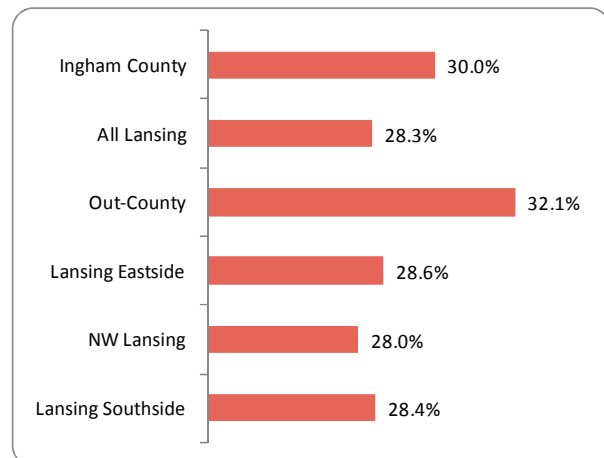 Ingham County 30.0%
All Lansing 28.3%
Out-County 32.1%
Lansing Eastside 28.6%
NW Lansing 28.0%
Lansing Southside 28.4%